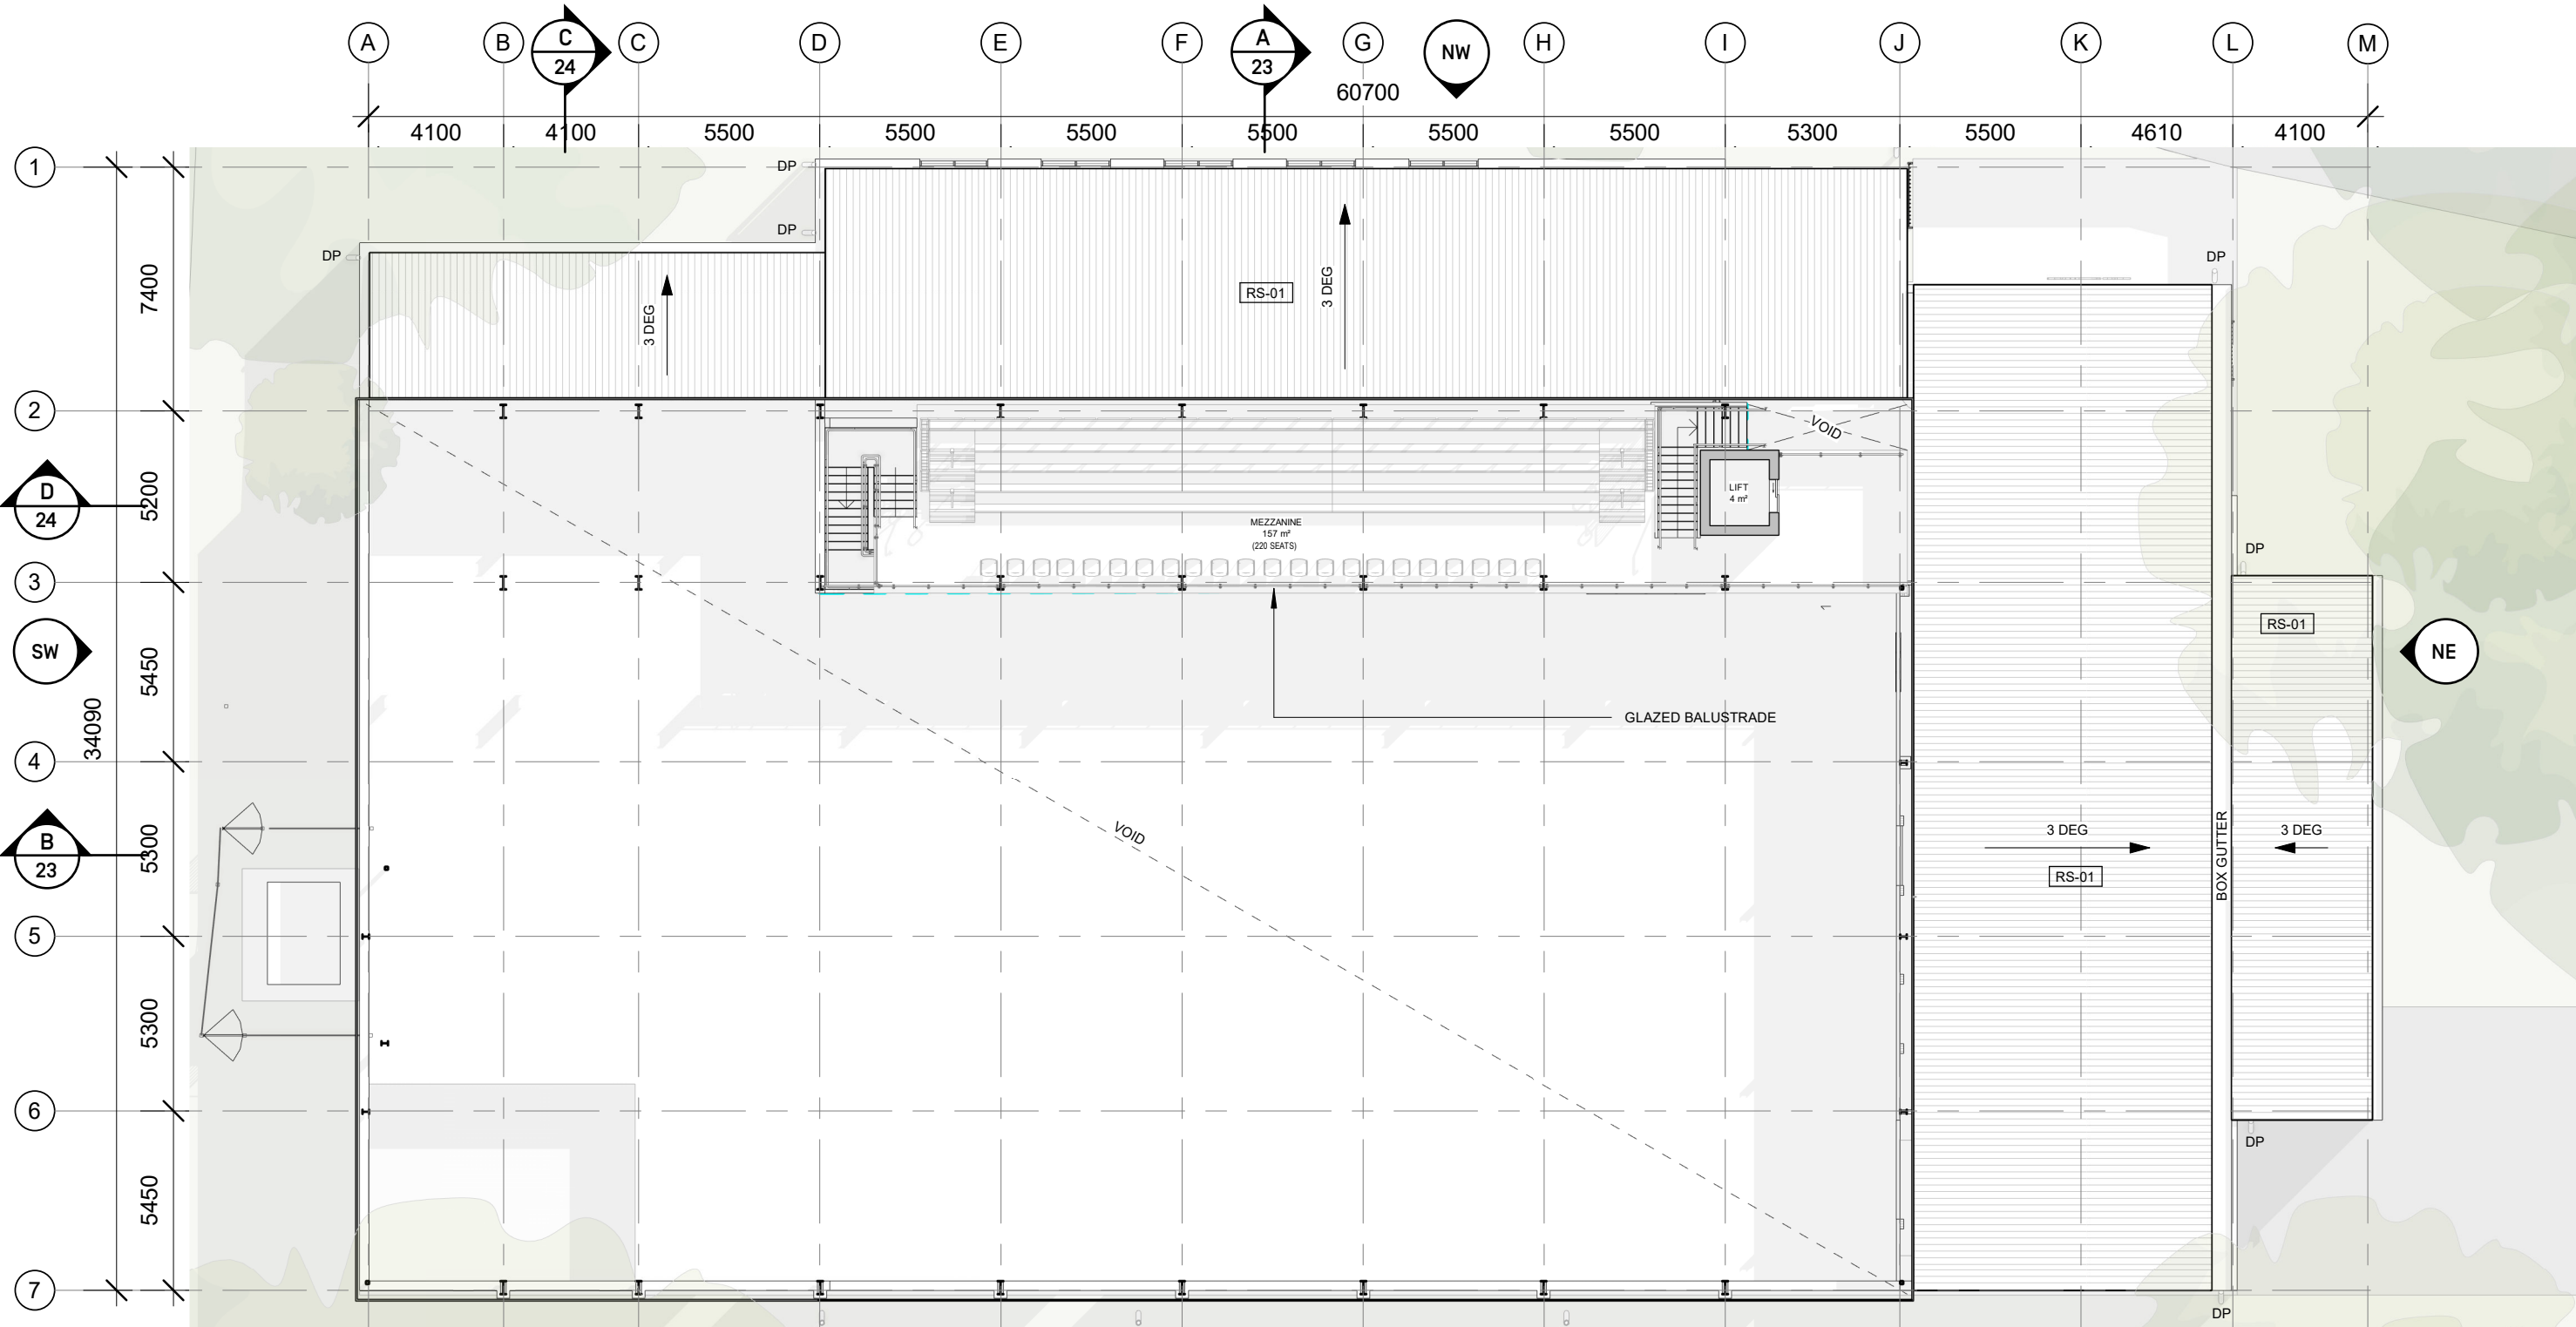 A
B
C
24
C
D
E
F
A
23
G
NW
H
I
J
K
L
M
60700
4100
4100
5500
5500
5500
5500
5500
5500
5300
5500
4610
4100
1
2
3
4
5
6
7
34090
7400
5200
5450
5300
5300
5450
D
24
SW
B
23
NE
DP
DP
DP
3 DEG
RS-01
3 DEG
VOID
LIFT
4 m²
MEZZANINE
157 m²
(220 SEATS)
GLAZED BALUSTRADE
VOID
DP
DP
RS-01
3 DEG
RS-01
BOX GUTTER
3 DEG
DP
DP